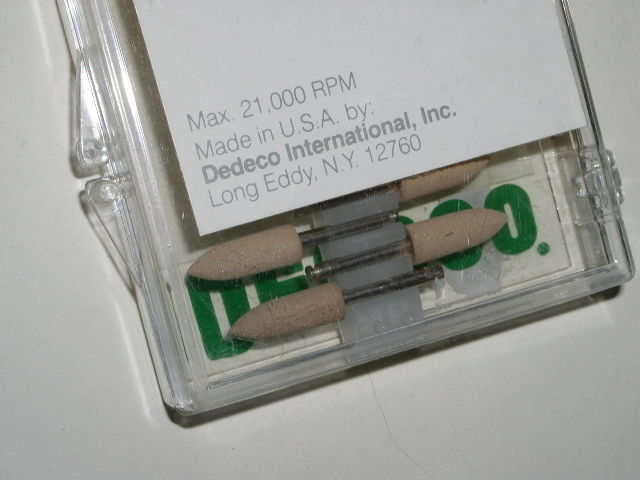 Max. 21,000 RPM
Made in U.S.A. by:
Dedeco International, Inc.
Long Eddy, N.Y. 12760